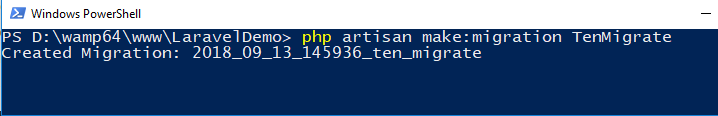 Windows PowerShell
PS D:\wamp64\www\LaravelDemo> php artisan make:migration TenMigrate
Created Migration: 2018_09_13_145936_ten_migrate